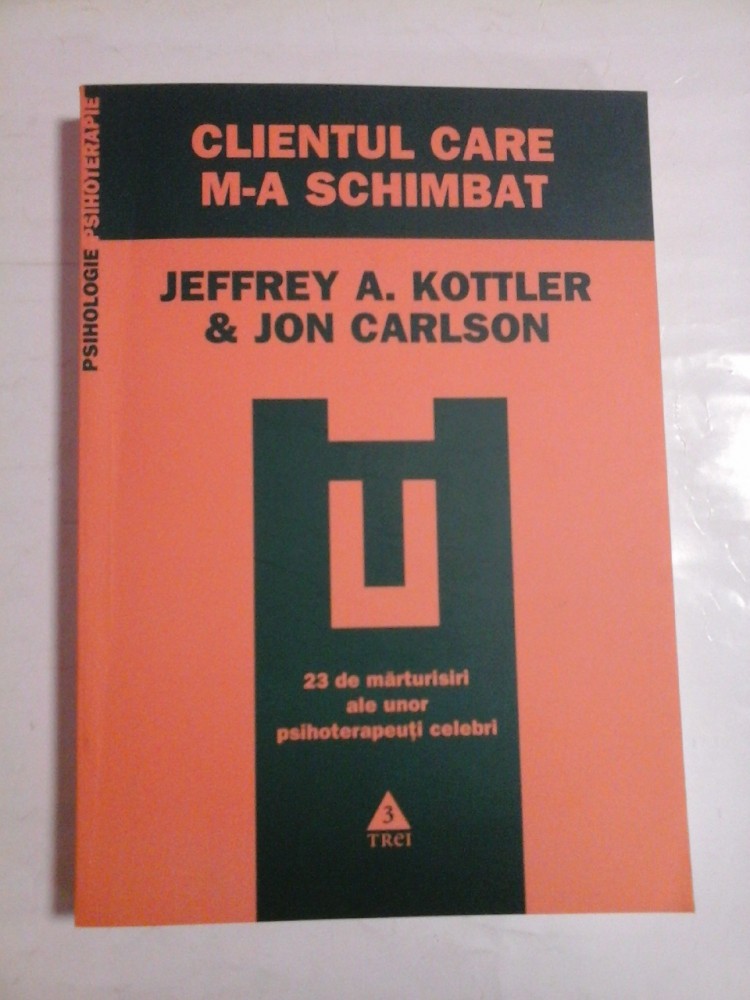 CLIENTUL CARE
M-A SCHIMBAT
JEFFREY A. KOTTLER
& JON CARLSON
PSIHOLOGIE PSIHOTERAPIE
23 de mărturisiri
ale unor
psihoterapeuți celebri
3
TReI